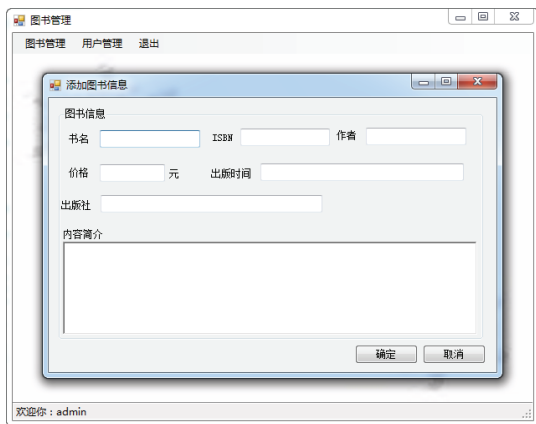 图书管理
图书管理 用户管理 退出
添加图书信息
图书信息
书名 ISBN 作者
价格 元 出版时间
出版社
内容简介
确定 取消
欢迎你：admin